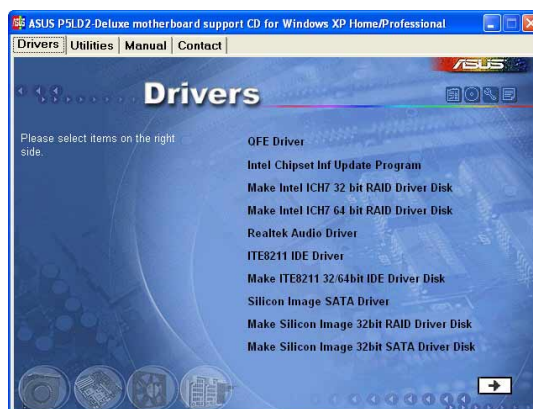 ASUS P5LD2-Deluxe motherboard support CD for Windows XP Home/Professional
Drivers Utilities Manual Contact
ASUS
Drivers
Please select items on the right
side.
QFE Driver
Intel Chipset Inf Update Program
Make Intel ICH7 32 bit RAID Driver Disk
Make Intel ICH7 64 bit RAID Driver Disk
Realtek Audio Driver
ITE8211 IDE Driver
Make ITE8211 32/64bit IDE Driver Disk
Silicon Image SATA Driver
Make Silicon Image 32bit RAID Driver Disk
Make Silicon Image 32bit SATA Driver Disk